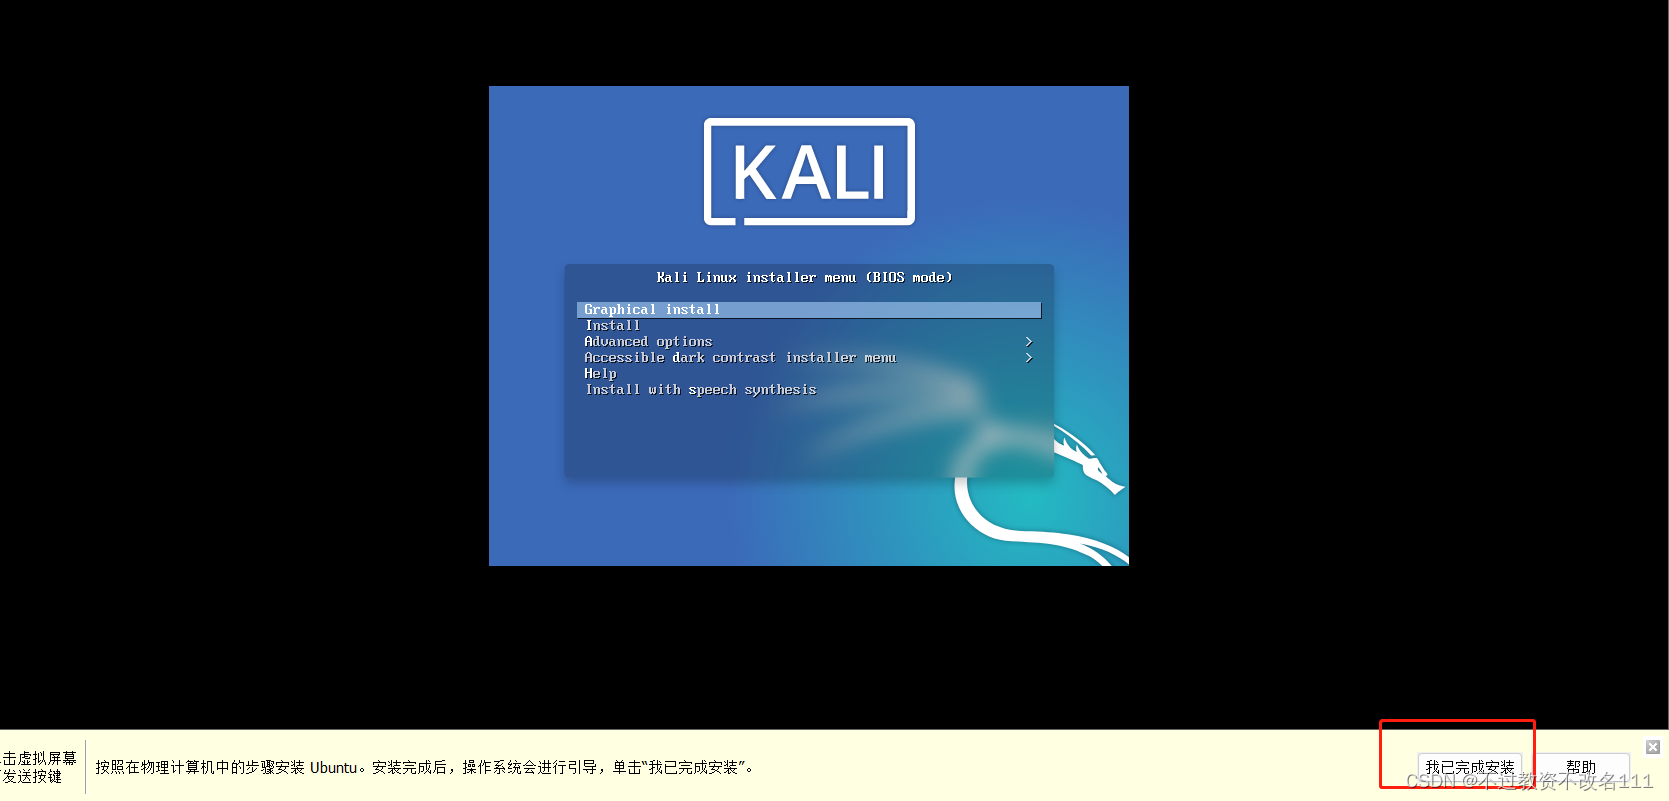 KALI
Kali Linux installer menu (BIOS mode)
Graphical install
Install
Advanced options >
Accessible dark contrast installer menu >
Help
Install with speech synthesis
击虚拟屏幕
发送按键
按照在物理计算机中的步骤安装 Ubuntu。安装完成后，操作系统会进行引导，单击“我已完成安装”。
我已完成安装
帮助
CSDN @不过教资不改名111